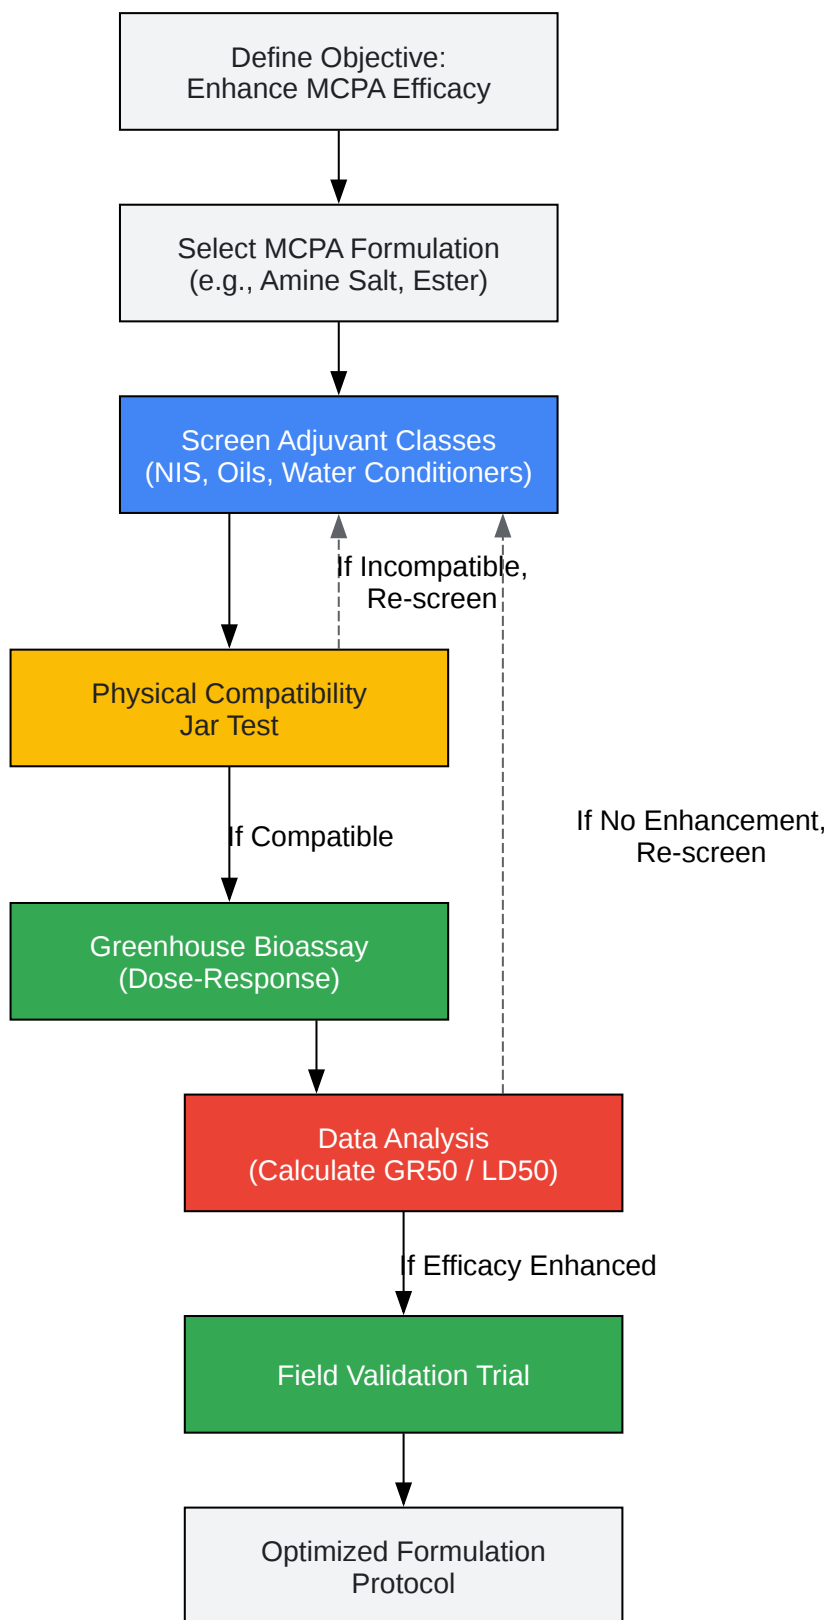 Define Objective:
Enhance MCPA Efficacy
Select MCPA Formulation
(e.g., Amine Salt, Ester)
Screen Adjuvant Classes
(NIS, Oils, Water Conditioners)
If Incompatible,
Re-screen
Physical Compatibility
Jar Test
If No Enhancement,
Re-screen
If Compatible
Greenhouse Bioassay
(Dose-Response)
Data Analysis
(Calculate GR50 / LD50)
If Efficacy Enhanced
Field Validation Trial
Optimized Formulation
Protocol